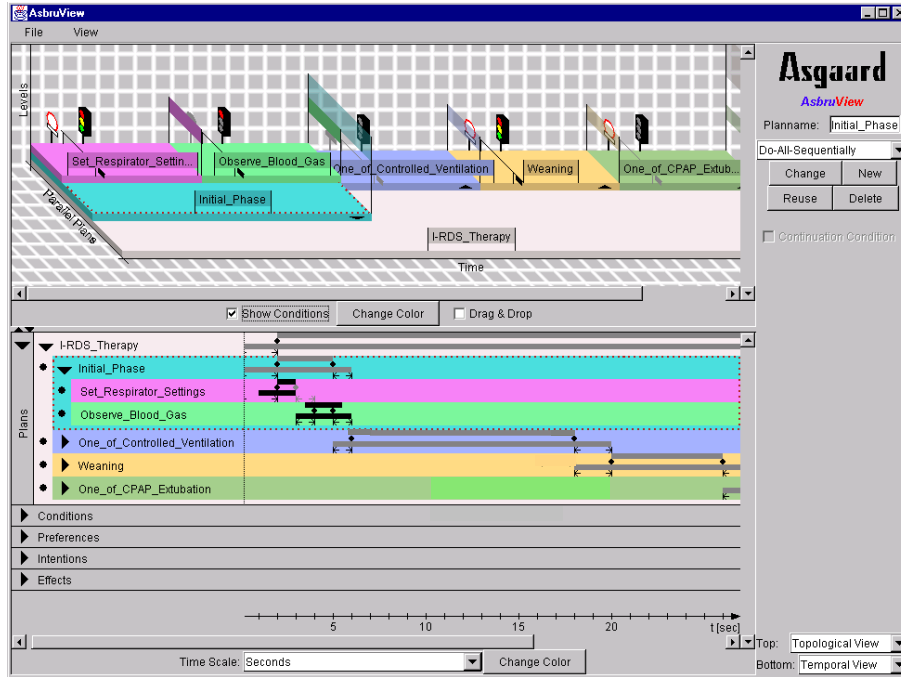 AsbruView
File View
Levels
Set_Respirator_Settin...
Observe_Blood_Gas
One_of_Controlled_Ventilation
Weaning
One_of_CPAP_Extub...
Initial_Phase
Parallel Plans
I-RDS_Therapy
Time
Asgaard
AsbruView
Planname: Initial_Phase
Do-All-Sequentially
Change New
Reuse Delete
Continuation Condition
Show Conditions Change Color Drag & Drop
Plans
I-RDS_Therapy
Initial_Phase
Set_Respirator_Settings
Observe_Blood_Gas
One_of_Controlled_Ventilation
Weaning
One_of_CPAP_Extubation
Conditions
Preferences
Intentions
Effects
5 10 15 20 t[sec]
Time Scale: Seconds Change Color
Top: Topological View
Bottom: Temporal View